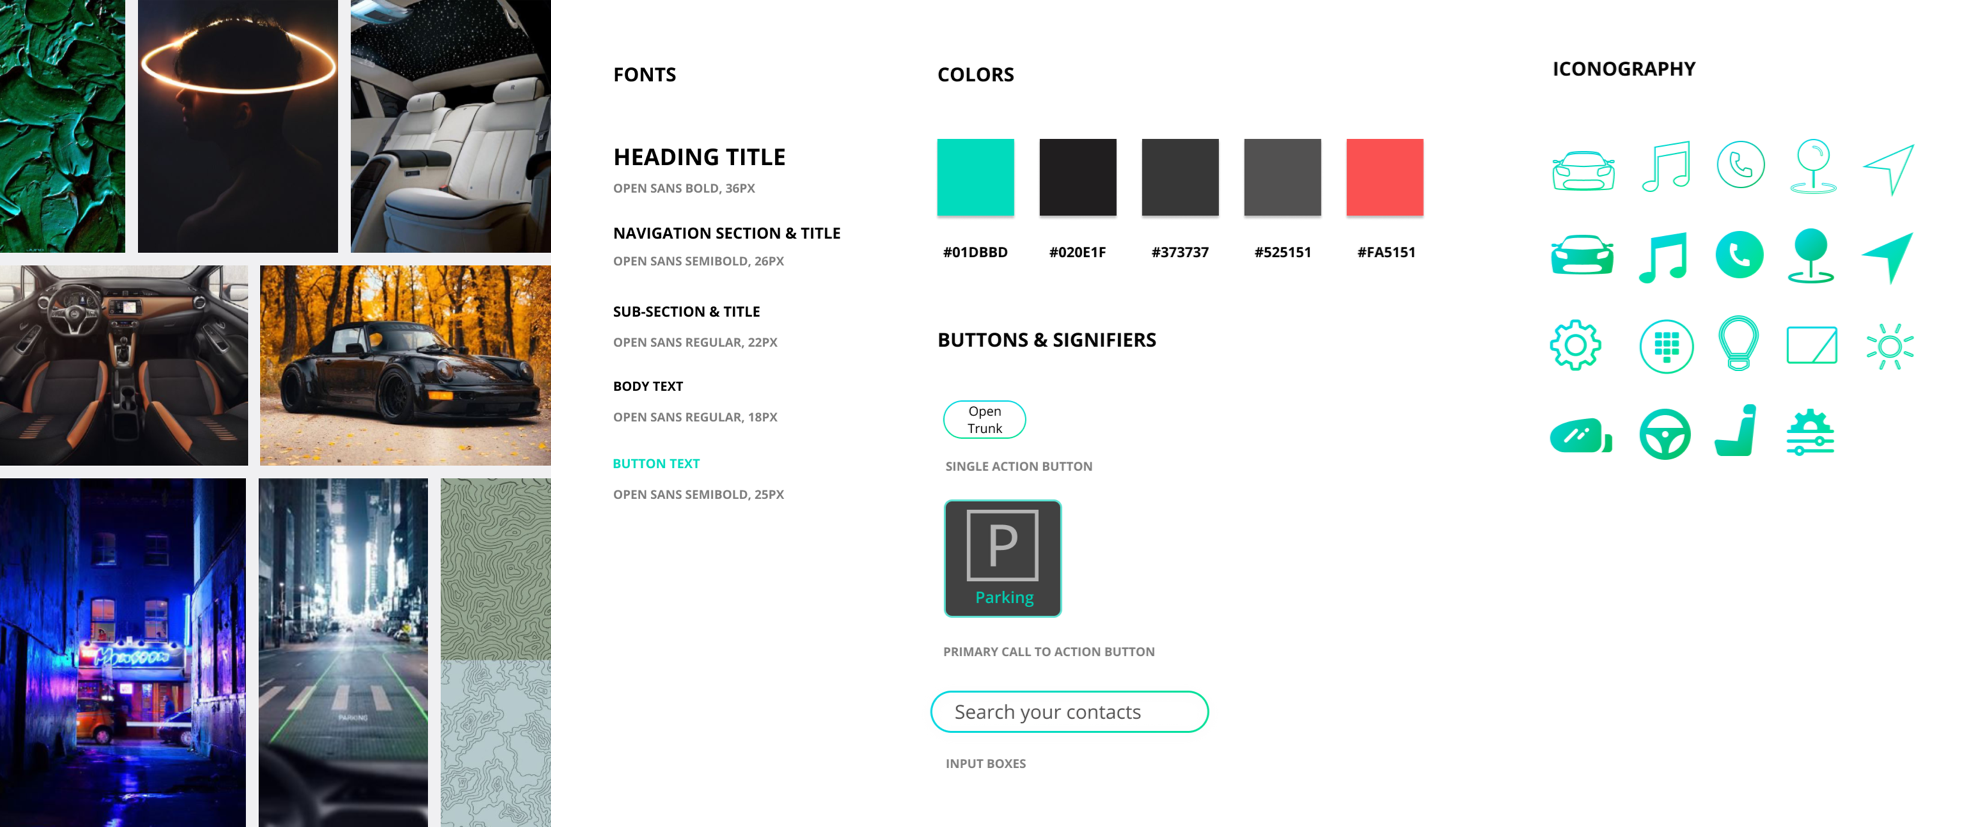 FONTS
HEADING TITLE
OPEN SANS BOLD, 36PX
NAVIGATION SECTION & TITLE
OPEN SANS SEMIBOLD, 26PX
SUB-SECTION & TITLE
OPEN SANS REGULAR, 22PX
BODY TEXT
OPEN SANS REGULAR, 18PX
BUTTON TEXT
OPEN SANS SEMIBOLD, 25PX
COLORS
#01DBBD
#020E1F
#373737
#525151
#FA5151
BUTTONS & SIGNIFIERS
Open
Trunk
SINGLE ACTION BUTTON
P
Parking
PRIMARY CALL TO ACTION BUTTON
Search your contacts
INPUT BOXES
ICONOGRAPHY
PARKING